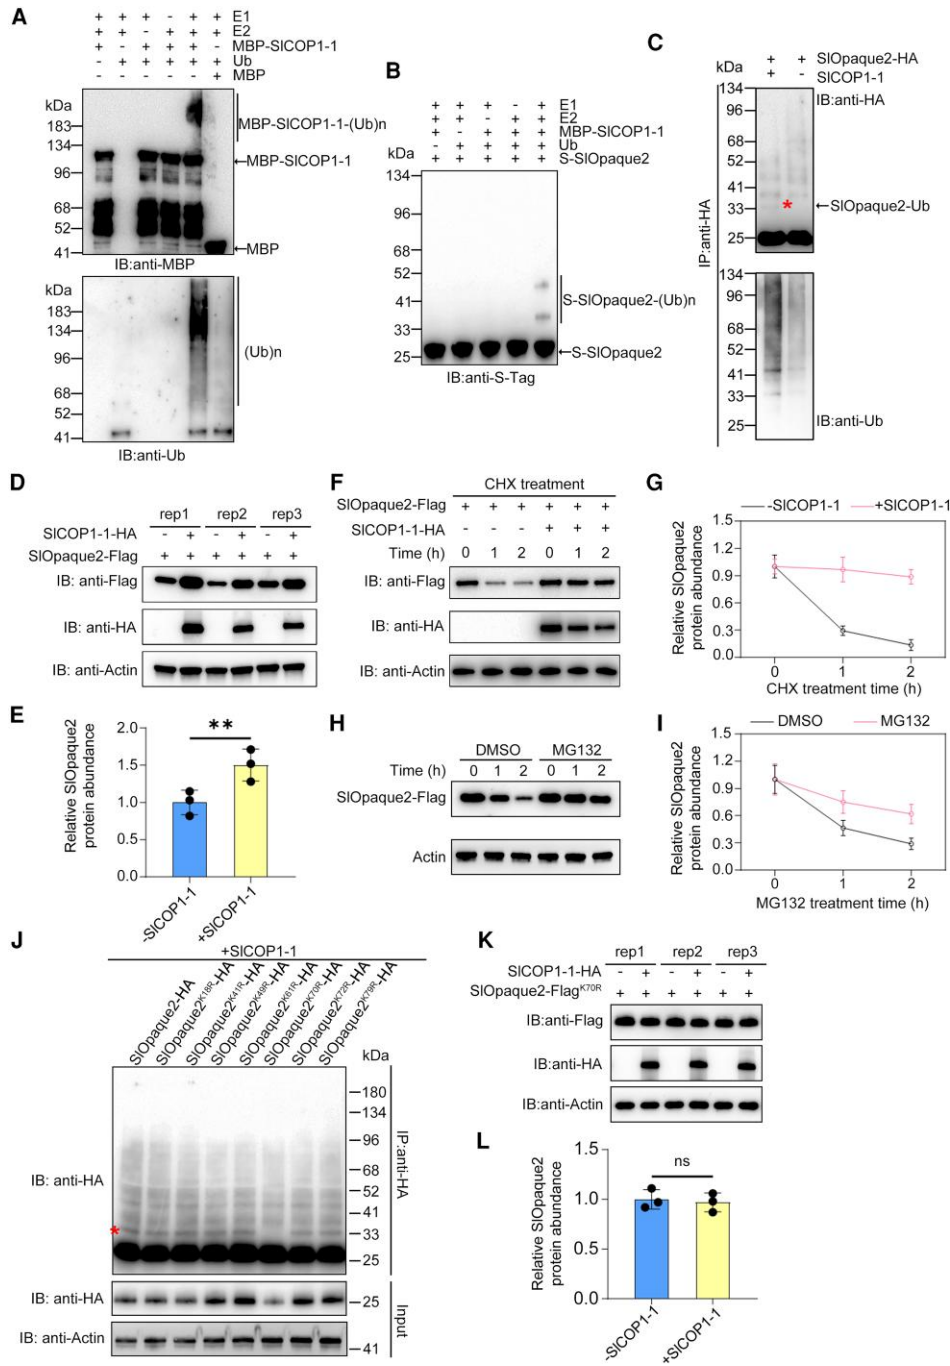 A
+ + + - + + E1
+ - + + + + E2
+ - + + + - MBP-SlCOP1-1
- + - + + + Ub
- - - - - + MBP
kDa
183
134
96
68
52
41
MBP-SlCOP1-1-(Ub)n
MBP-SlCOP1-1
MBP
IB:anti-MBP
kDa
183
134
96
68
52
41
(Ub)n
IB:anti-Ub
B
+ + + - + E1
+ - + + + E2
+ - + + + MBP-SlCOP1-1
- + - + + Ub
+ + + + + S-SlOpaque2
kDa
134
96
68
52
41
33
25
S-SlOpaque2-(Ub)n
S-SlOpaque2
IB:anti-S-Tag
C
+ + SlOpaque2-HA
+ - SlCOP1-1
kDa
134
96
68
52
41
33
25
IB:anti-HA
*
SlOpaque2-Ub
IP:anti-HA
134
96
68
52
41
33
25
IB:anti-Ub
D
rep1 rep2 rep3
SlCOP1-1-HA - + - + - +
SlOpaque2-Flag + + + + + +
IB: anti-Flag
IB: anti-HA
IB: anti-Actin
E
Relative SlOpaque2
protein abundance
2.0
1.5
1.0
0.5
0.0
**
-SlCOP1-1
+SlCOP1-1
F
CHX treatment
SlOpaque2-Flag + + + + + +
SlCOP1-1-HA - - - + + +
Time (h) 0 1 2 0 1 2
IB: anti-Flag
IB: anti-HA
IB: anti-Actin
G
-SlCOP1-1 +SlCOP1-1
Relative SlOpaque2
protein abundance
1.5
1.2
0.9
0.6
0.3
0.0
0 1 2
CHX treatment time (h)
H
DMSO MG132
Time (h) 0 1 2 0 1 2
SlOpaque2-Flag
Actin
I
DMSO MG132
Relative SlOpaque2
protein abundance
1.5
1.2
0.9
0.6
0.3
0.0
0 1 2
MG132 treatment time (h)
J
+SlCOP1-1
SlOpaque2-HA
SlOpaque2K18R-HA
SlOpaque2K41R-HA
SlOpaque2K49R-HA
SlOpaque2K61R-HA
SlOpaque2K70R-HA
SlOpaque2K72R-HA
SlOpaque2K79R-HA
kDa
180
134
96
68
52
41
33
25
IB: anti-HA
*
IP:anti-HA
IB: anti-HA
25
IB: anti-Actin
41
Input
K
rep1 rep2 rep3
SlCOP1-1-HA - + - + - +
SlOpaque2-FlagK70R + + + + + +
IB:anti-Flag
IB:anti-HA
IB:anti-Actin
L
Relative SlOpaque2
protein abundance
1.5
1.0
0.5
0.0
ns
-SlCOP1-1
+SlCOP1-1